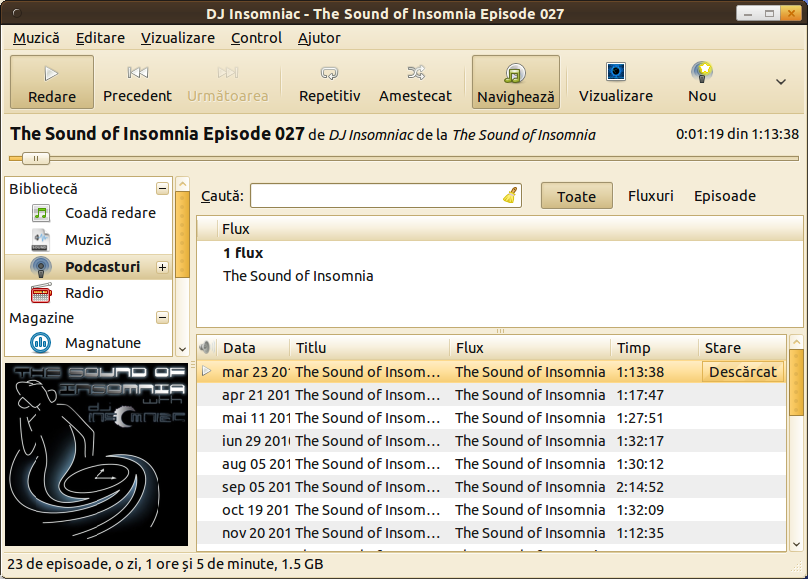 DJ Insomniac - The Sound of Insomnia Episode 027
Muzică Editare Vizualizare Control Ajutor
Redare Precedent Următoarea Repetitiv Amestecat Navighează Vizualizare Nou
The Sound of Insomnia Episode 027 de DJ Insomniac de la The Sound of Insomnia 0:01:19 din 1:13:38
Bibliotecă
Coadă redare
Muzică
Podcasturi
Radio
Magazine
Magnatune
THE SOUND OF
INSOMNIA
with
dj
Caută: Toate Fluxuri Episoade
Flux
1 flux
The Sound of Insomnia
Data Titlu Flux Timp Stare
mar 23 201 The Sound of Insom... The Sound of Insomnia 1:13:38 Descărcat
apr 21 201 The Sound of Insom... The Sound of Insomnia 1:17:47
mai 11 201 The Sound of Insom... The Sound of Insomnia 1:27:51
iun 29 201 The Sound of Insom... The Sound of Insomnia 1:32:17
aug 05 201 The Sound of Insom... The Sound of Insomnia 1:30:12
sep 05 201 The Sound of Insom... The Sound of Insomnia 2:14:52
oct 19 201 The Sound of Insom... The Sound of Insomnia 1:32:09
nov 20 201 The Sound of Insom... The Sound of Insomnia 1:12:35
23 de episoade, o zi, 1 ore și 5 de minute, 1.5 GB